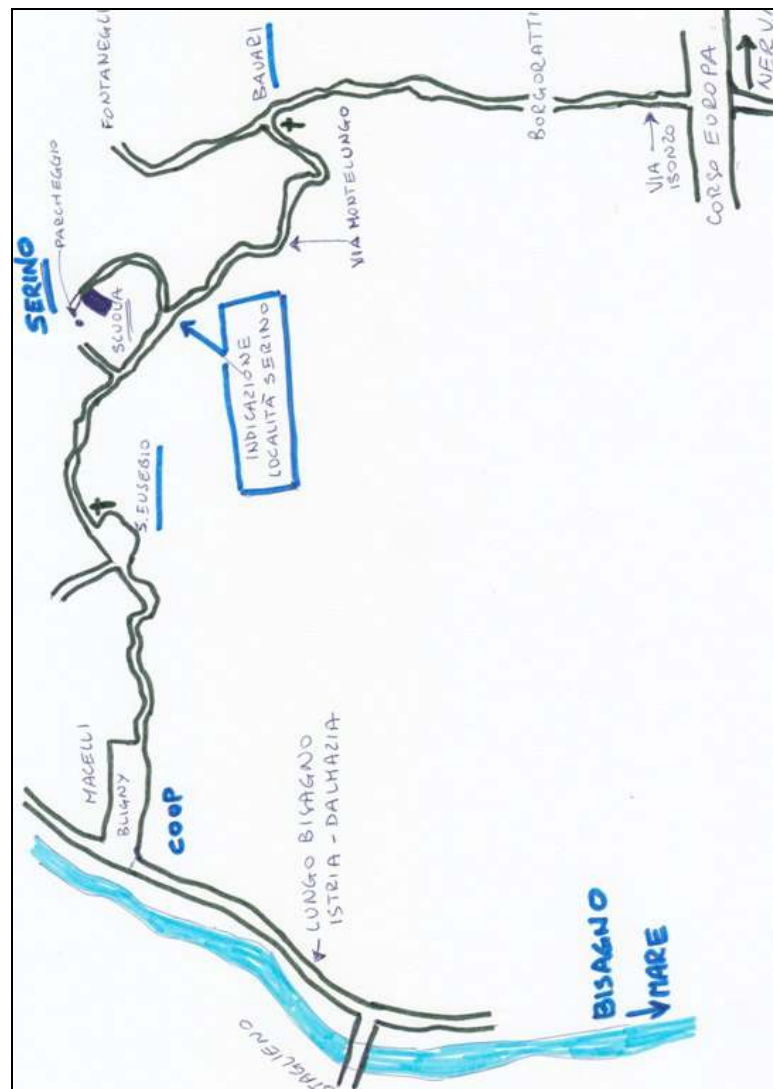 SERINO
PARCHEGGIO
SCUOLA
FONTANEGLI
BAVARI
VIA MONTELUNGO
BORGORATTI
VIA →
ISONZO
CORSO EUROPA
NERVI
INDICAZIONE
LOCALITÀ SERINO
S. EUSEBIO
MACELLI
BLIGNY
COOP
LUNGO BISAGNO
ISTRIA - DALMAZIA
BISAGNO
↓ MARE